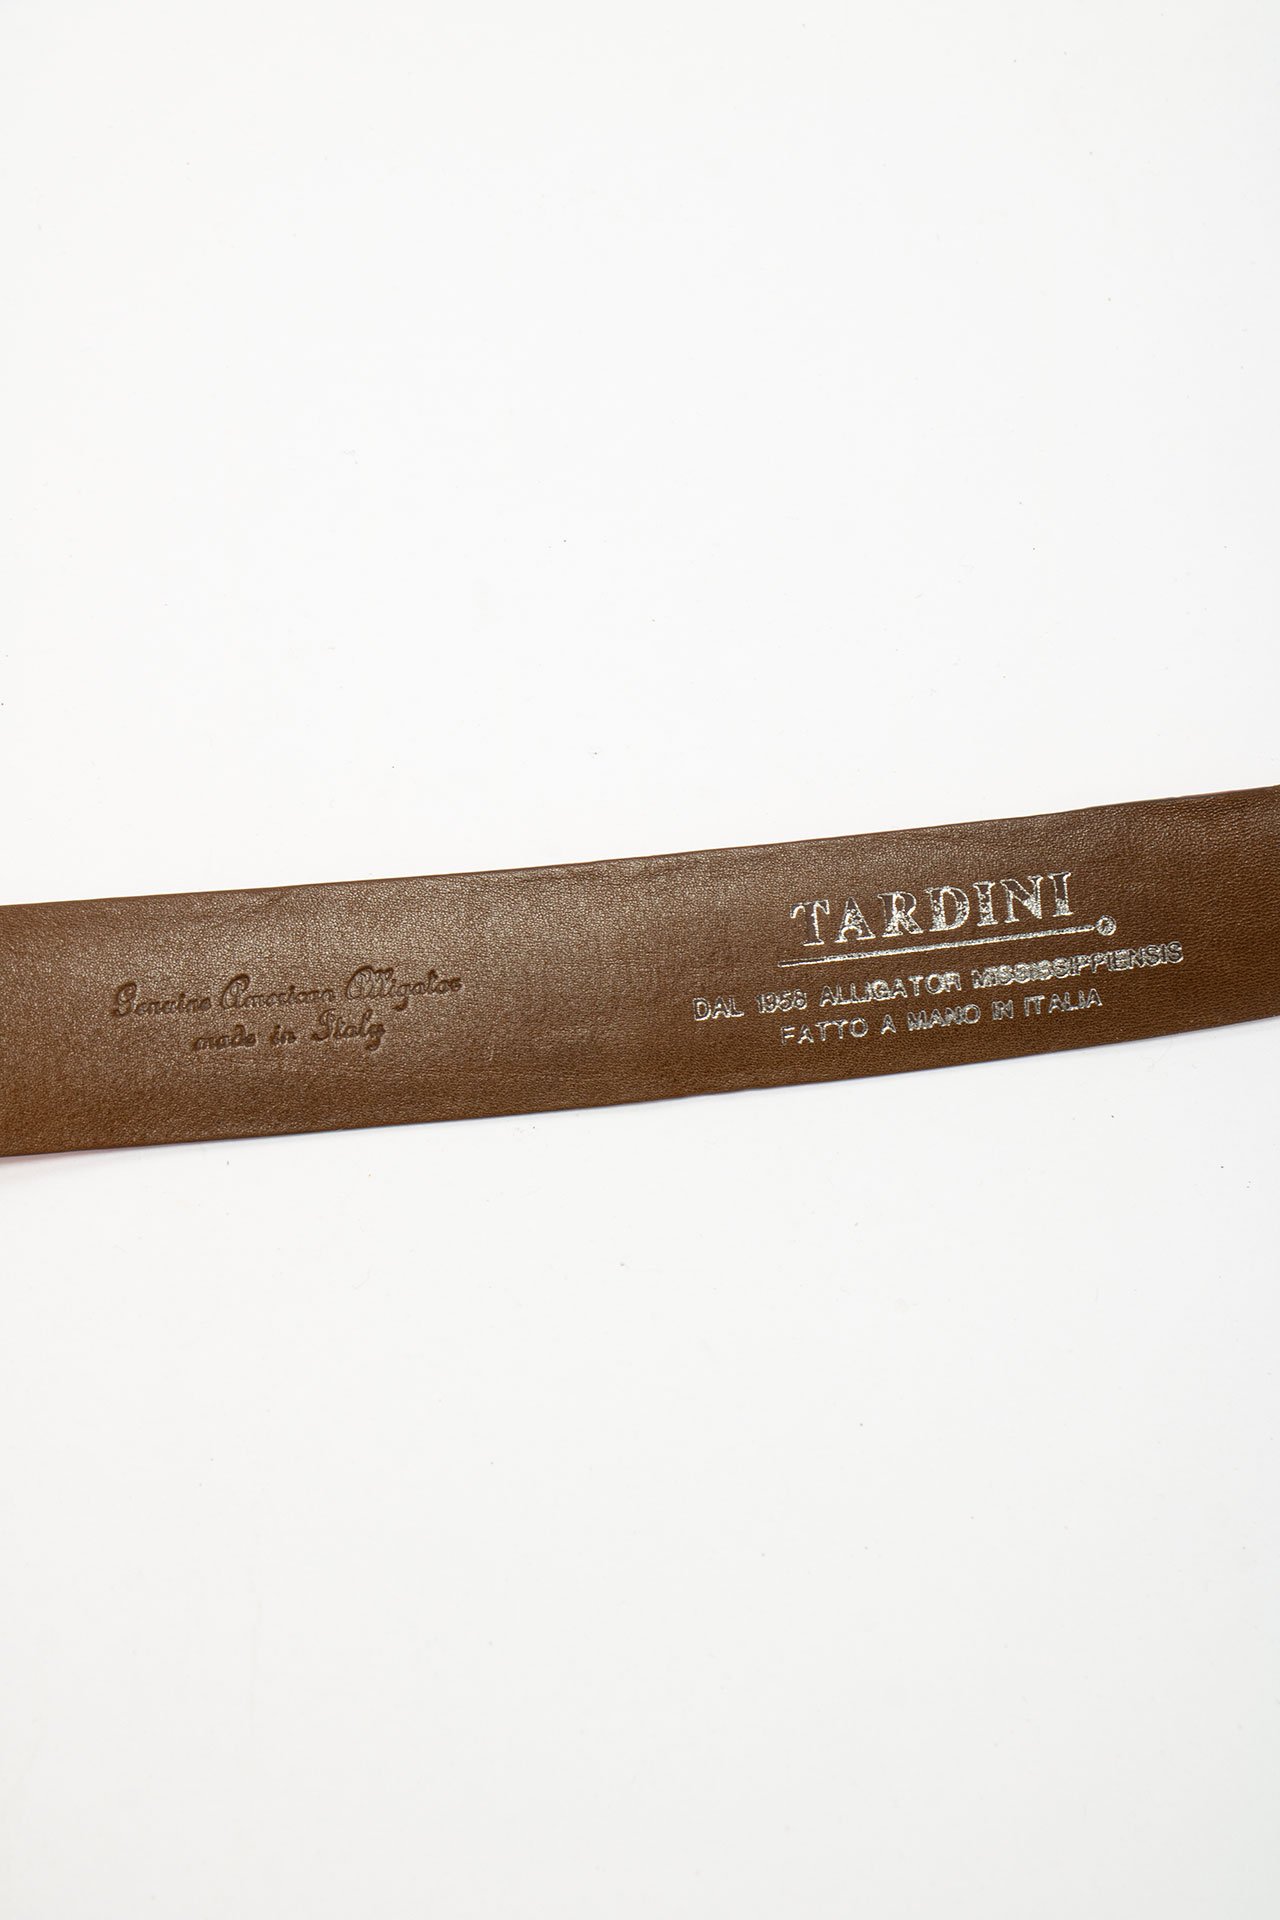 Genuine American Alligator
made in Italy
TARDINI
DAL 1956 ALLIGATOR MISSISSIPPIENSIS
FATTO A MANO IN ITALIA